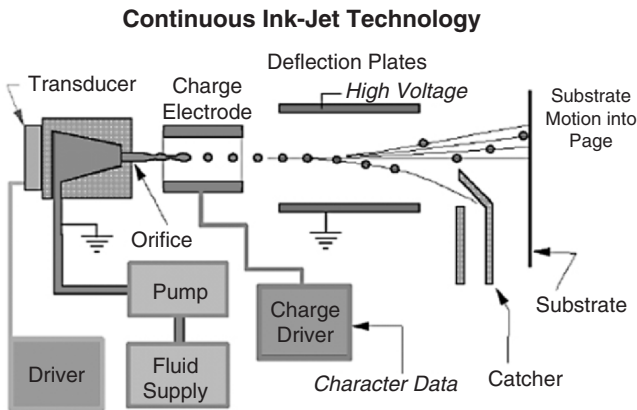 Continuous Ink-Jet Technology
Transducer
Charge
Electrode
Deflection Plates
High Voltage
Substrate
Motion into
Page
Orifice
Pump
Charge
Driver
Substrate
Driver
Fluid
Supply
Character Data
Catcher